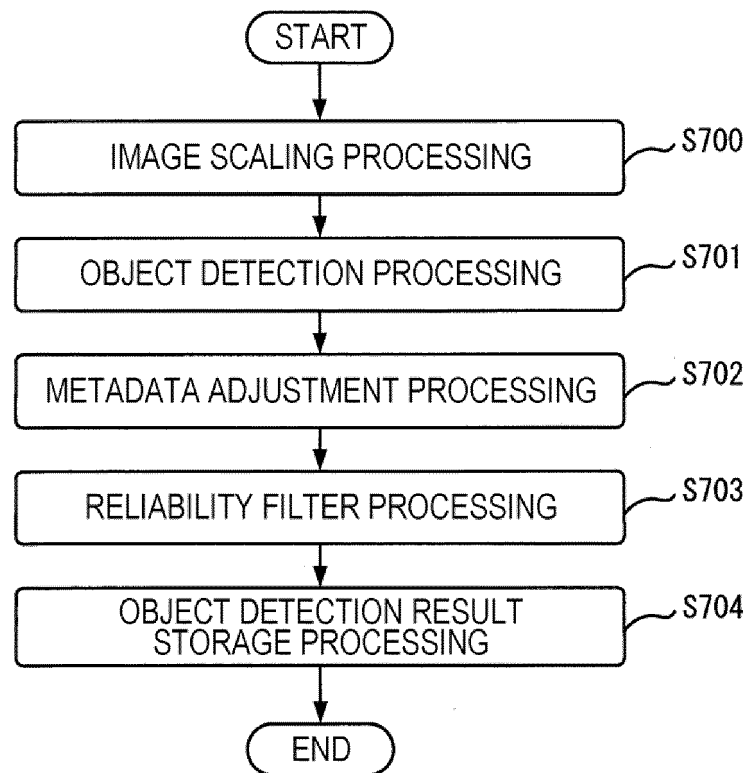 START
IMAGE SCALING PROCESSING
S700
OBJECT DETECTION PROCESSING
S701
METADATA ADJUSTMENT PROCESSING
S702
RELIABILITY FILTER PROCESSING
S703
OBJECT DETECTION RESULT
STORAGE PROCESSING
S704
END